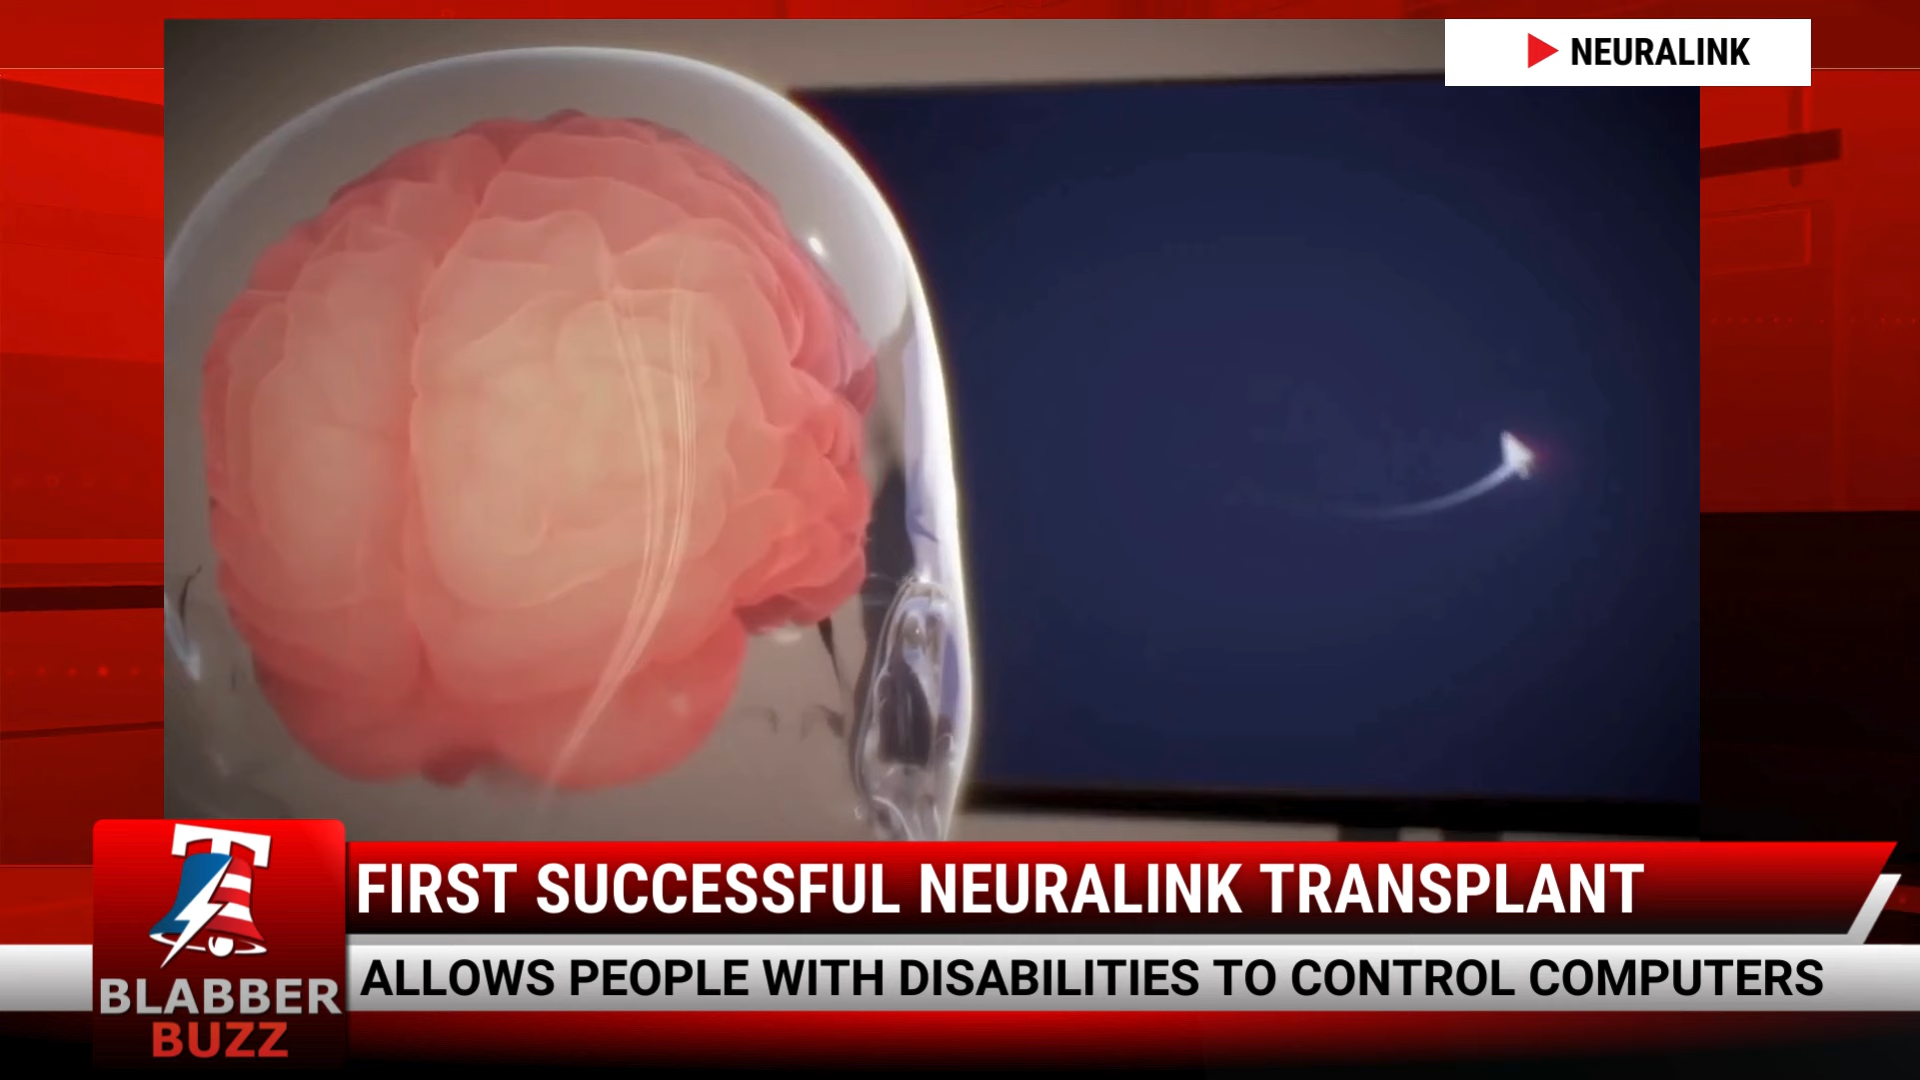 NEURALINK
FIRST SUCCESSFUL NEURALINK TRANSPLANT
ALLOWS PEOPLE WITH DISABILITIES TO CONTROL COMPUTERS
BLABBER
BUZZ